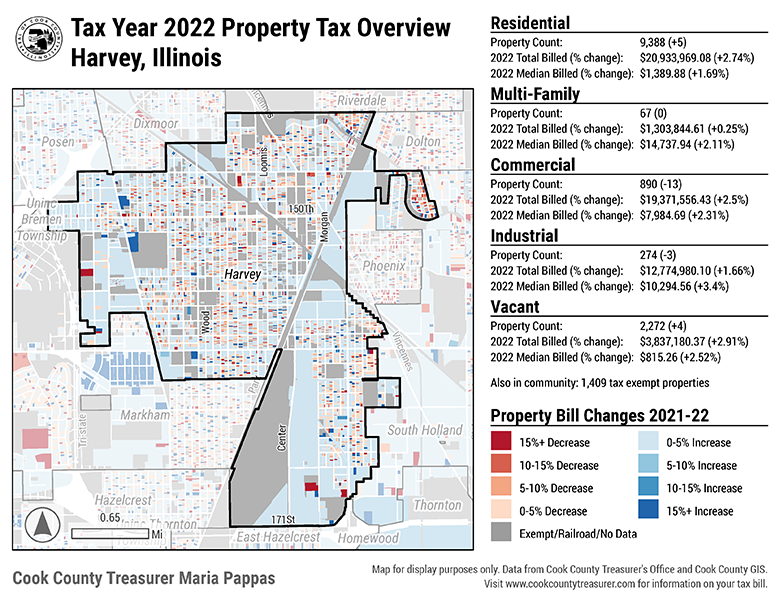 Tax Year 2022 Property Tax Overview
Harvey, Illinois
Residential
Property Count: 9,388 (+5)
2022 Total Billed (% change): $20,933,969.08 (+2.74%)
2022 Median Billed (% change): $1,389.88 (+1.69%)
Multi-Family
Property Count: 67 (0)
2022 Total Billed (% change): $1,303,844.61 (+0.25%)
2022 Median Billed (% change): $14,737.94 (+2.11%)
Commercial
Property Count: 890 (-13)
2022 Total Billed (% change): $19,371,556.43 (+2.5%)
2022 Median Billed (% change): $7,984.69 (+2.31%)
Industrial
Property Count: 274 (-3)
2022 Total Billed (% change): $12,774,980.10 (+1.66%)
2022 Median Billed (% change): $10,294.56 (+3.4%)
Vacant
Property Count: 2,272 (+4)
2022 Total Billed (% change): $3,837,180.37 (+2.91%)
2022 Median Billed (% change): $815.26 (+2.52%)
Also in community: 1,409 tax exempt properties
Property Bill Changes 2021-22
15%+ Decrease
10-15% Decrease
5-10% Decrease
0-5% Decrease
0-5% Increase
5-10% Increase
10-15% Increase
15%+ Increase
Exempt/Railroad/No Data
Riverdale
Dixmoor
Posen
Dolton
Loomis
Uninc
Bremen
Township
150Th
Morgan
Harvey
Phoenix
Wood
Vincennes
Markham
Tri-state
Center
South Holland
Hazelcrest
Thornton
Thornton
Township
171St
East Hazelcrest
Homewood
0.65
Mi
Cook County Treasurer Maria Pappas
Map for display purposes only. Data from Cook County Treasurer's Office and Cook County GIS.
Visit www.cookcountytreasurer.com for information on your tax bill.